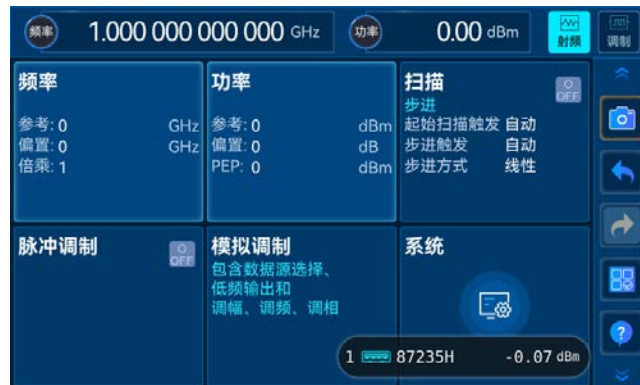 频率 1.000 000 000 000 GHz 功率 0.00 dBm 射频 调制
频率
参考: 0 GHz
偏置: 0 GHz
倍乘: 1
功率
参考: 0 dBm
偏置: 0 dB
PEP: 0 dBm
扫描 OFF
步进
起始扫描触发 自动
步进触发 自动
步进方式 线性
脉冲调制 OFF
模拟调制
包含数据源选择、
低频输出和
调幅、调频、调相
系统
1 87235H -0.07 dBm